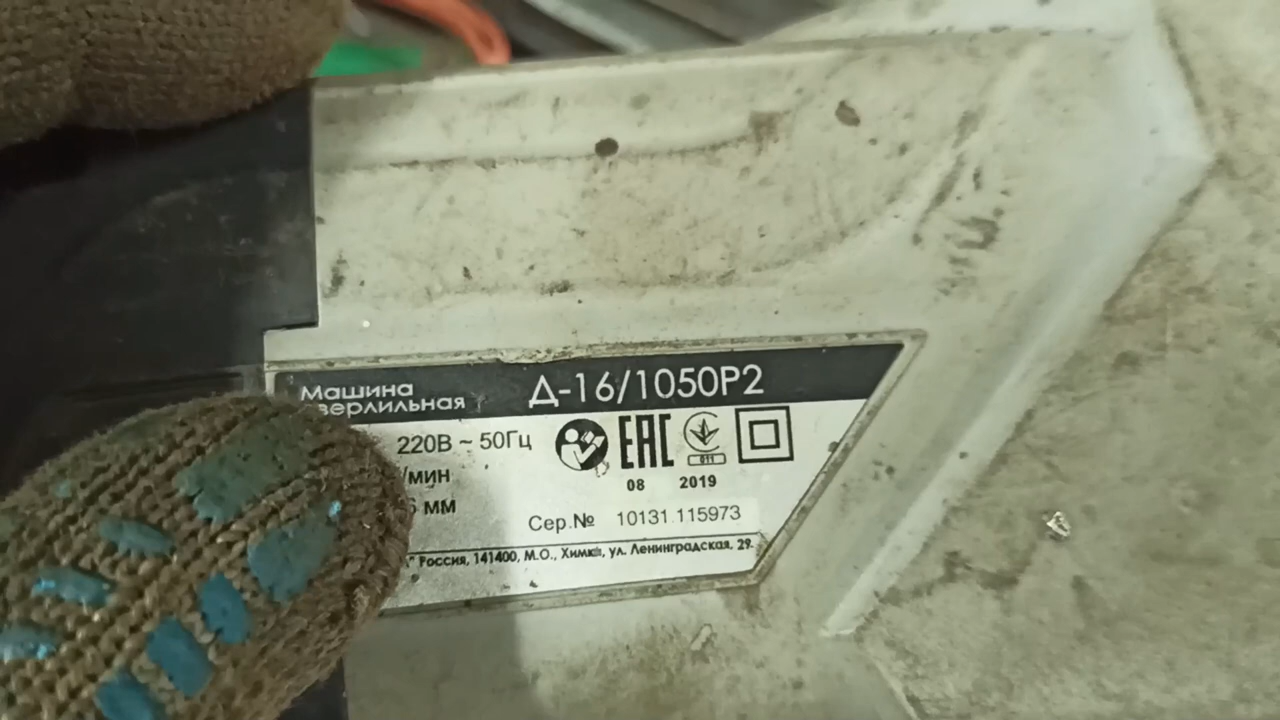 Машина
сверлильная
Д-16/1050Р2
220В ~ 50Гц
/мин
мм
EAC
011
08 2019
Сер.№ 10131.115973
" Россия, 141400, М.О., Химки, ул. Ленинградская, 29.